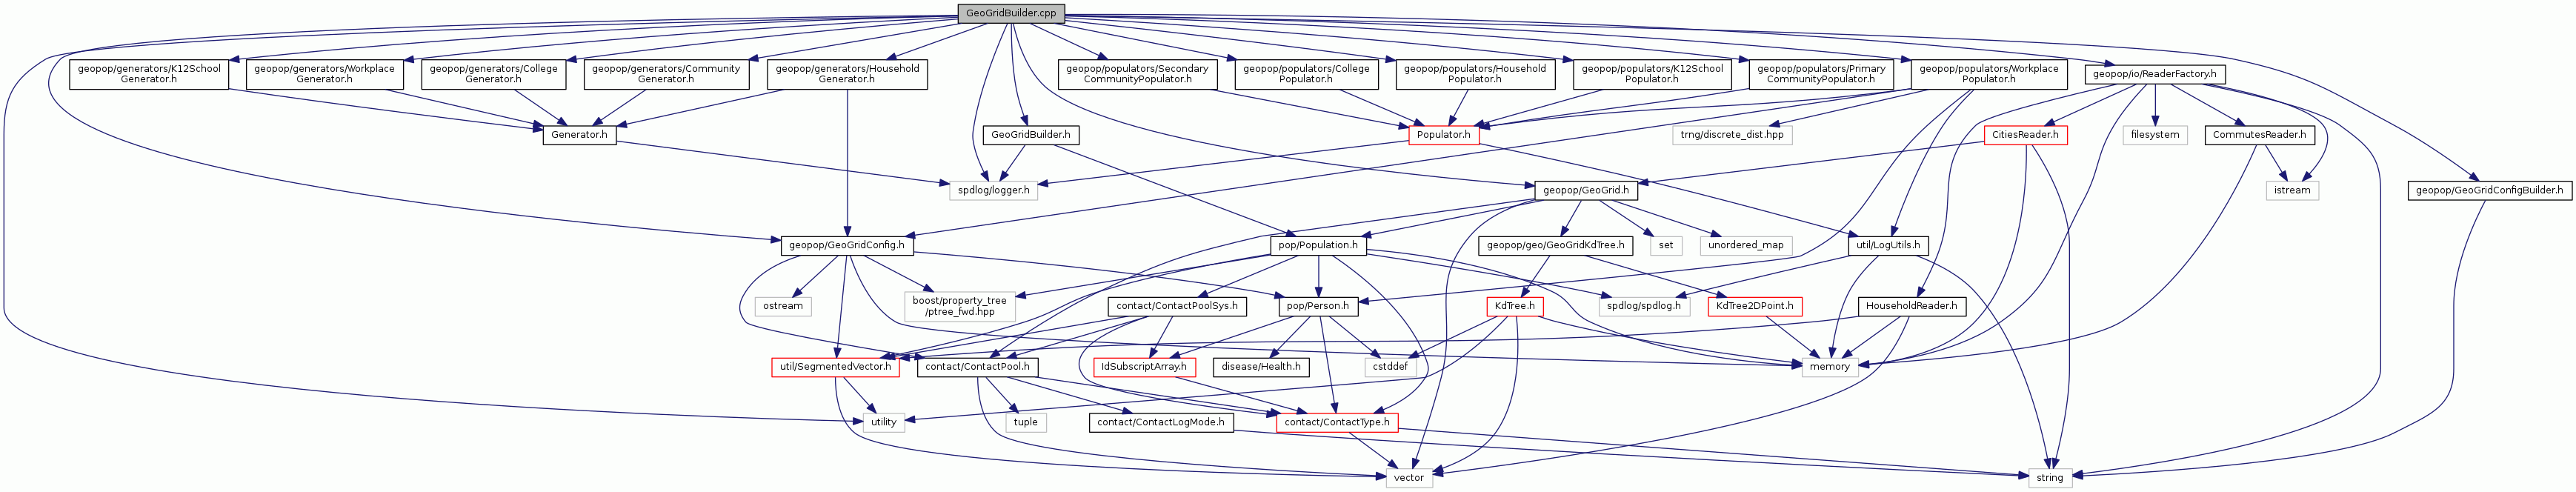 GeoGridBuilder.cpp
geopop/generators/K12School
Generator.h
geopop/generators/Workplace
Generator.h
geopop/generators/College
Generator.h
geopop/generators/Community
Generator.h
geopop/generators/Household
Generator.h
geopop/populators/Secondary
CommunityPopulator.h
geopop/populators/College
Populator.h
geopop/populators/Household
Populator.h
geopop/populators/K12School
Populator.h
geopop/populators/Primary
CommunityPopulator.h
geopop/populators/Workplace
Populator.h
geopop/io/ReaderFactory.h
Generator.h
GeoGridBuilder.h
Populator.h
trng/discrete_dist.hpp
CitiesReader.h
filesystem
CommutesReader.h
spdlog/logger.h
geopop/GeoGrid.h
istream
geopop/GeoGridConfigBuilder.h
geopop/GeoGridConfig.h
pop/Population.h
geopop/geo/GeoGridKdTree.h
set
unordered_map
util/LogUtils.h
ostream
boost/property_tree
/ptree_fwd.hpp
contact/ContactPoolSys.h
pop/Person.h
KdTree.h
spdlog/spdlog.h
KdTree2DPoint.h
HouseholdReader.h
util/SegmentedVector.h
contact/ContactPool.h
IdSubscriptArray.h
disease/Health.h
cstddef
memory
utility
tuple
contact/ContactLogMode.h
contact/ContactType.h
vector
string